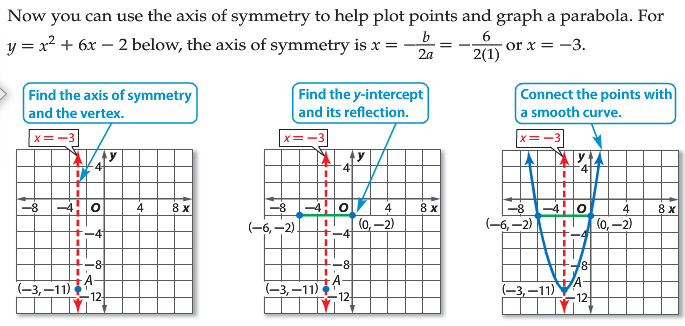 Now you can use the axis of symmetry to help plot points and graph a parabola. For
y = x² + 6x − 2 below, the axis of symmetry is x = −b/2a = −6/2(1) or x = −3.
Find the axis of symmetry
and the vertex.
x = −3
y
4
−8 −4 O 4 8 x
−4
−8
A
(−3, −11)
−12
Find the y-intercept
and its reflection.
x = −3
y
4
−8 −4 O 4 8 x
(−6, −2) (0, −2)
−4
−8
A
(−3, −11)
−12
Connect the points with
a smooth curve.
x = −3
y
4
−8 −4 O 4 8 x
(−6, −2) (0, −2)
−4
−8
A
(−3, −11)
−12